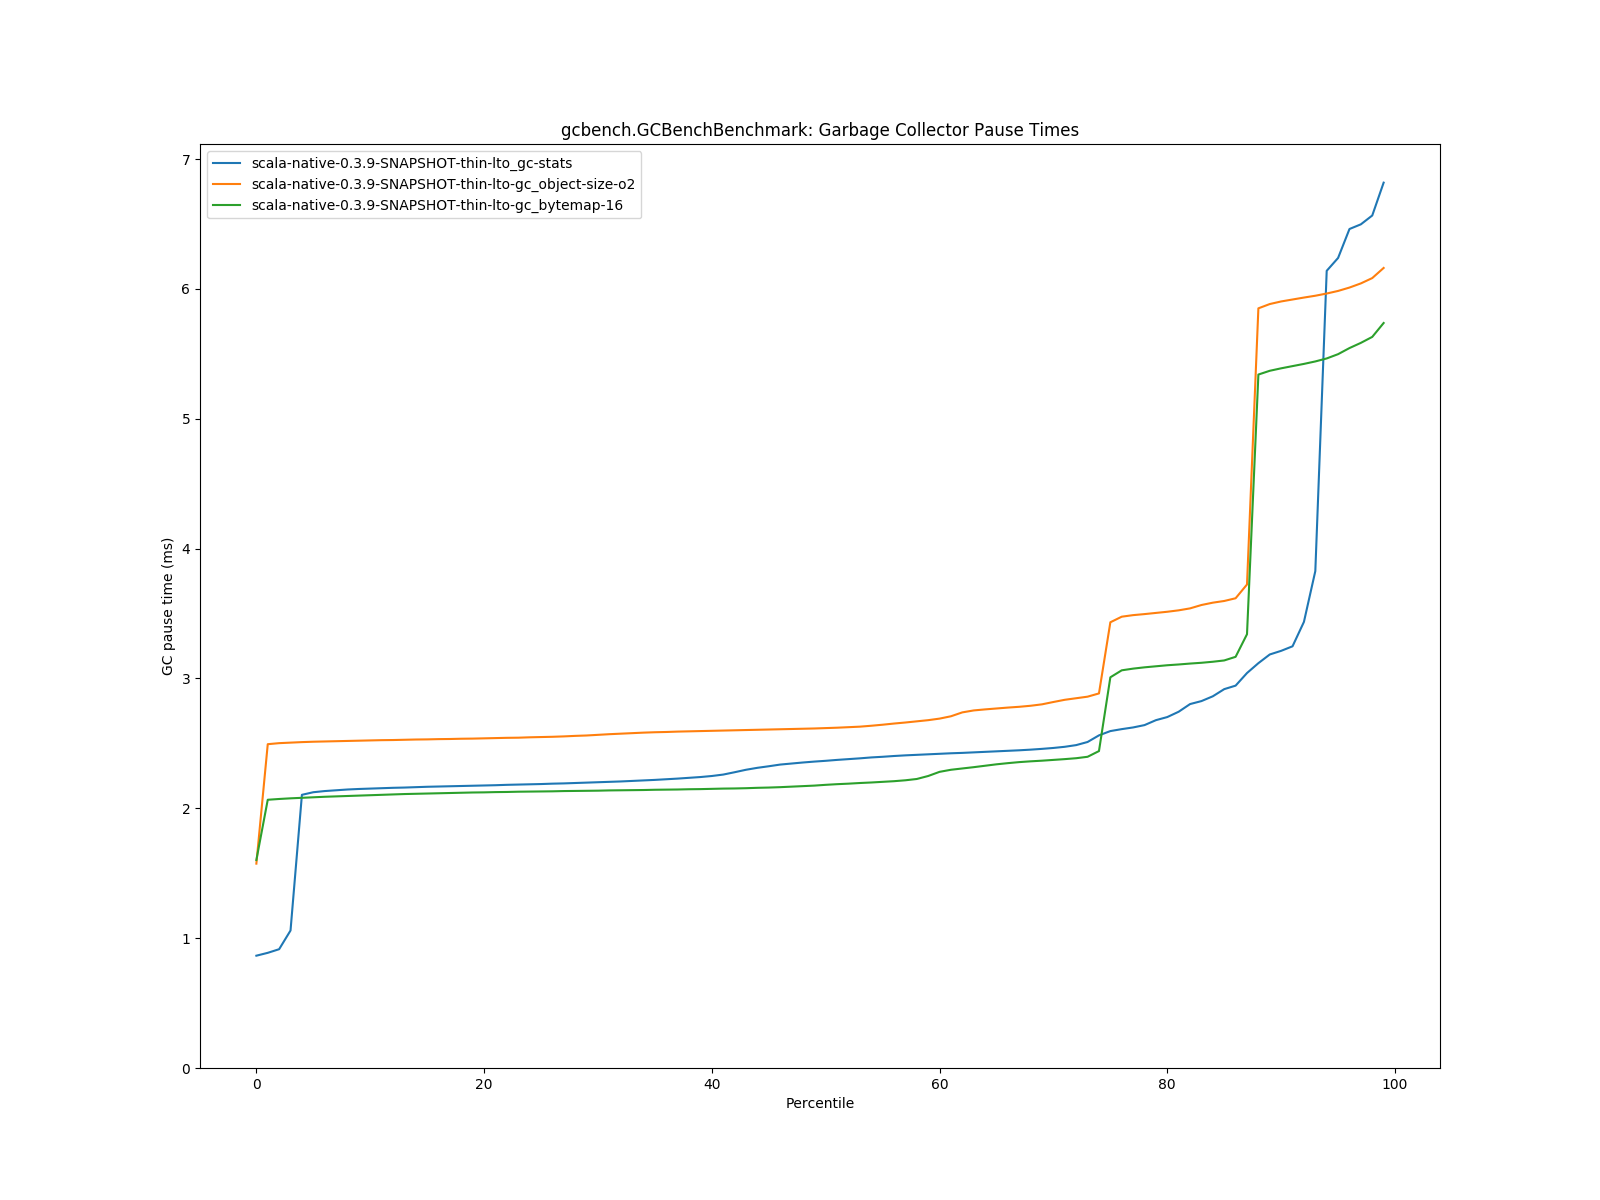 gcbench.GCBenchBenchmark: Garbage Collector Pause Times
scala-native-0.3.9-SNAPSHOT-thin-lto_gc-stats
scala-native-0.3.9-SNAPSHOT-thin-lto-gc_object-size-o2
scala-native-0.3.9-SNAPSHOT-thin-lto-gc_bytemap-16
GC pause time (ms)
7
6
5
4
3
2
1
0
0 20 40 60 80 100
Percentile